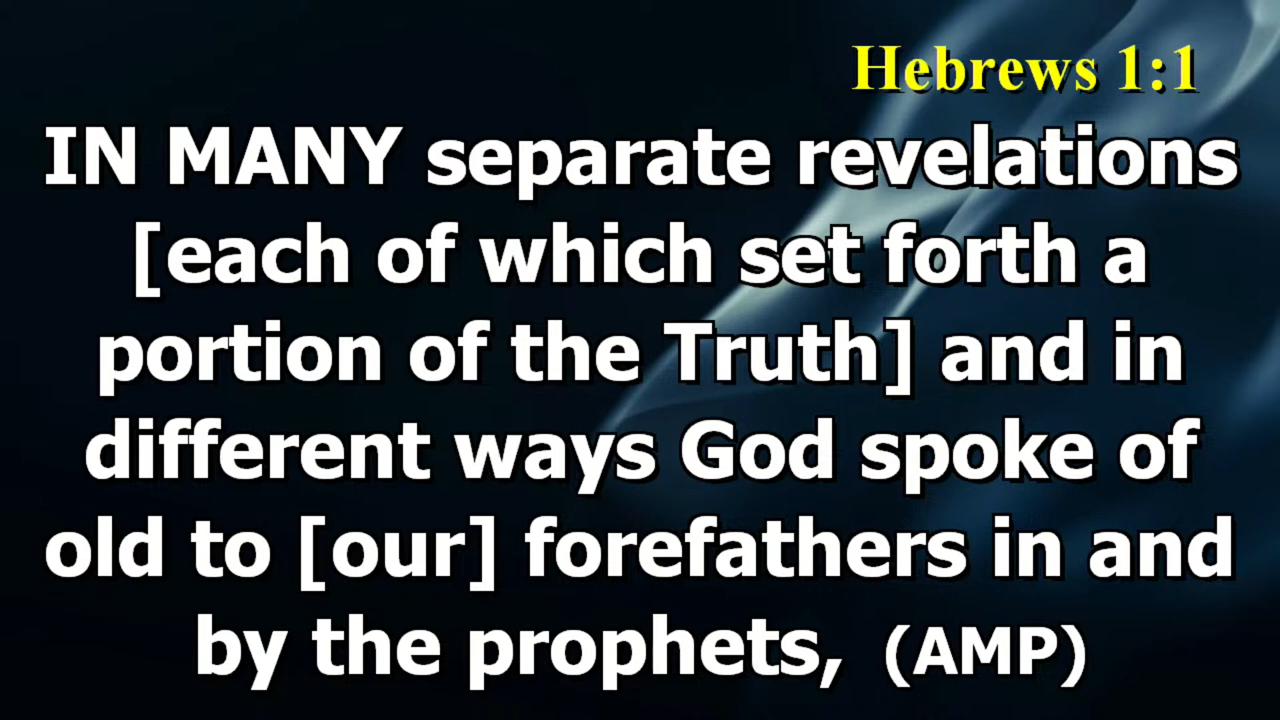 Hebrews 1:1
IN MANY separate revelations
[each of which set forth a
portion of the Truth] and in
different ways God spoke of
old to [our] forefathers in and
by the prophets, (AMP)